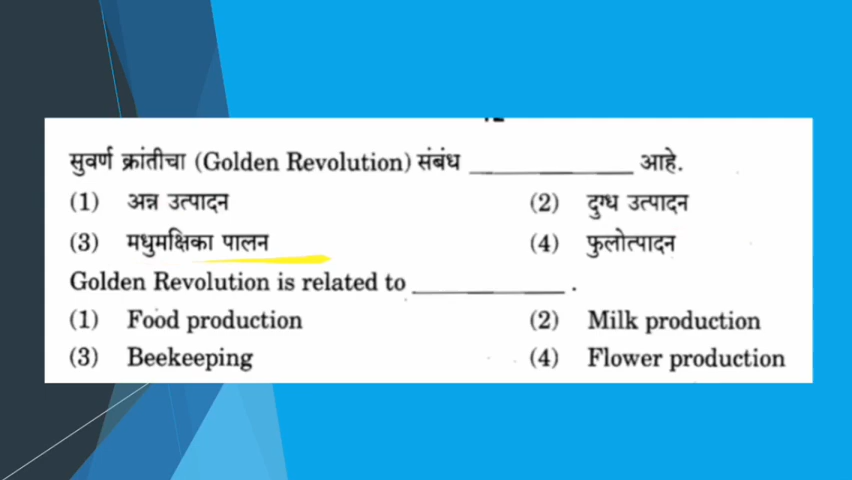 सुवर्ण क्रांतीचा (Golden Revolution) संबंध ____________ आहे.
(1) अन्न उत्पादन (2) दुग्ध उत्पादन
(3) मधुमक्षिका पालन (4) फुलोत्पादन
Golden Revolution is related to ____________ .
(1) Food production (2) Milk production
(3) Beekeeping (4) Flower production